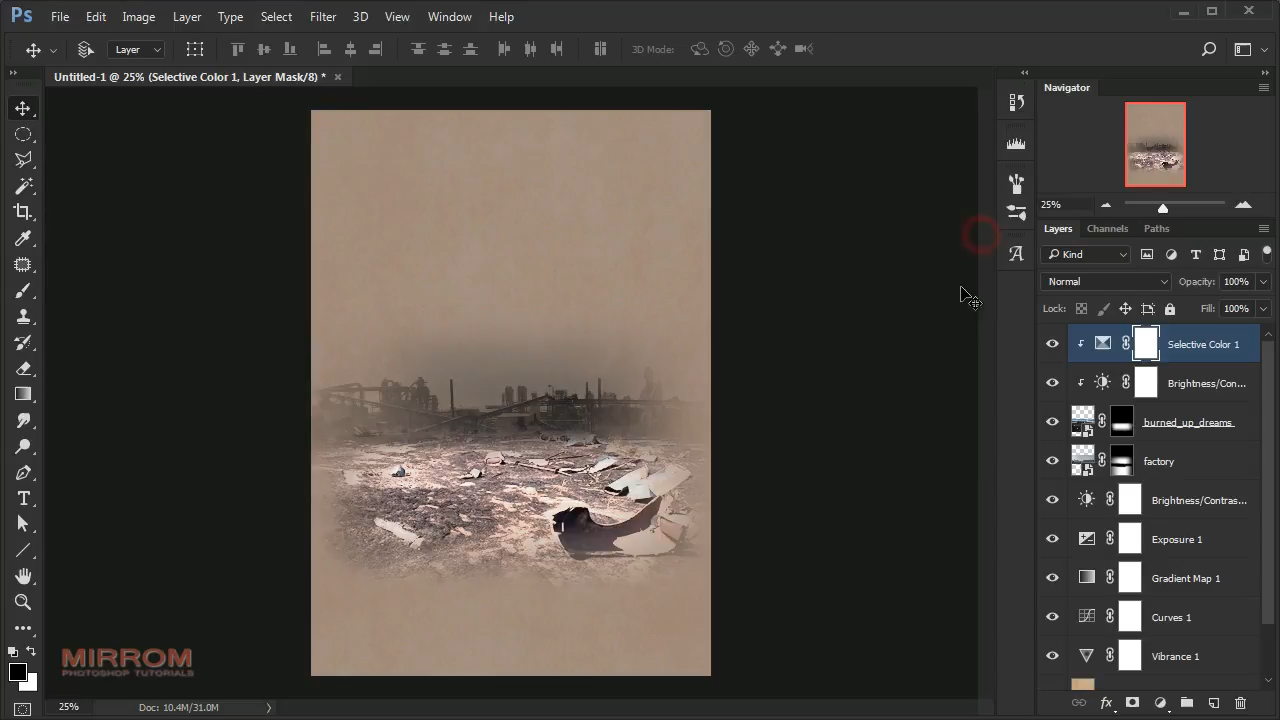 Ps File Edit Image Layer Type Select Filter 3D View Window Help
Layer 3D Mode:
Untitled-1 @ 25% (Selective Color 1, Layer Mask/8) * ×
Navigator
25%
Layers Channels Paths
Kind
Normal Opacity: 100%
Lock: Fill: 100%
Selective Color 1
Brightness/Con...
burned_up_dreams
factory
Brightness/Contras...
Exposure 1
Gradient Map 1
Curves 1
Vibrance 1
MIRROM
PHOTOSHOP TUTORIALS
25% Doc: 10.4M/31.0M